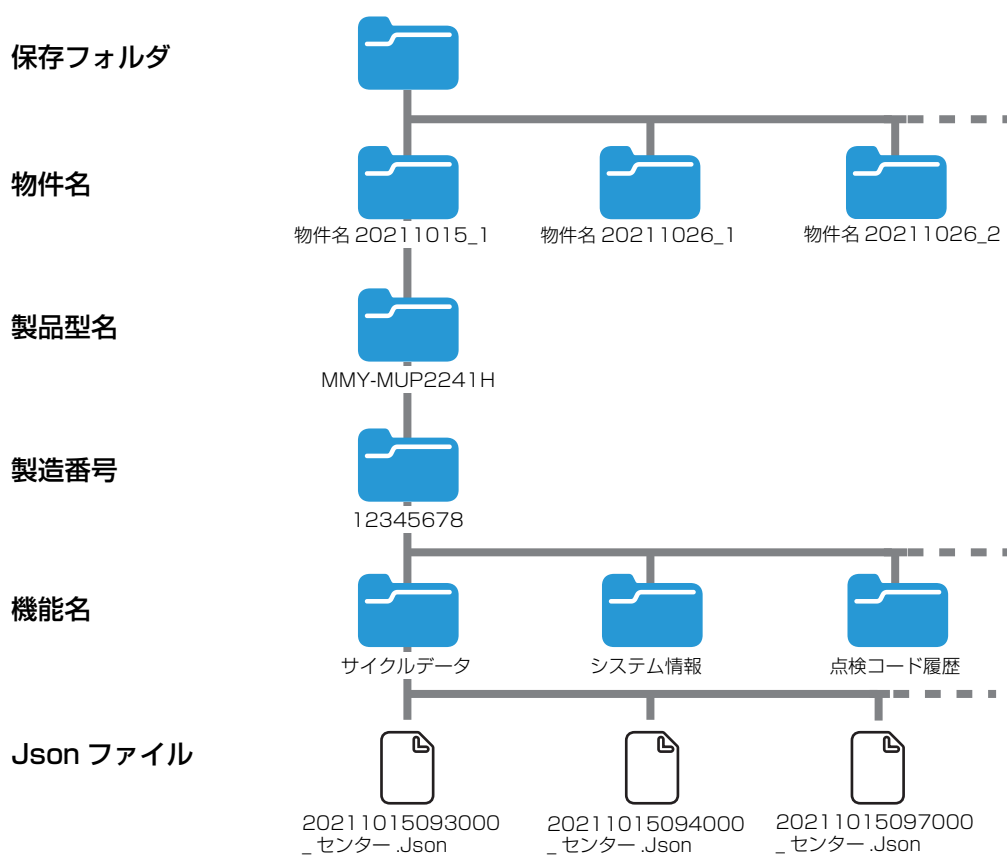 保存フォルダ
物件名
物件名 20211015_1
物件名 20211026_1
物件名 20211026_2
製品型名
MMY-MUP2241H
製造番号
12345678
機能名
サイクルデータ
システム情報
点検コード履歴
Json ファイル
20211015093000
_ センター .Json
20211015094000
_ センター .Json
20211015097000
_ センター .Json